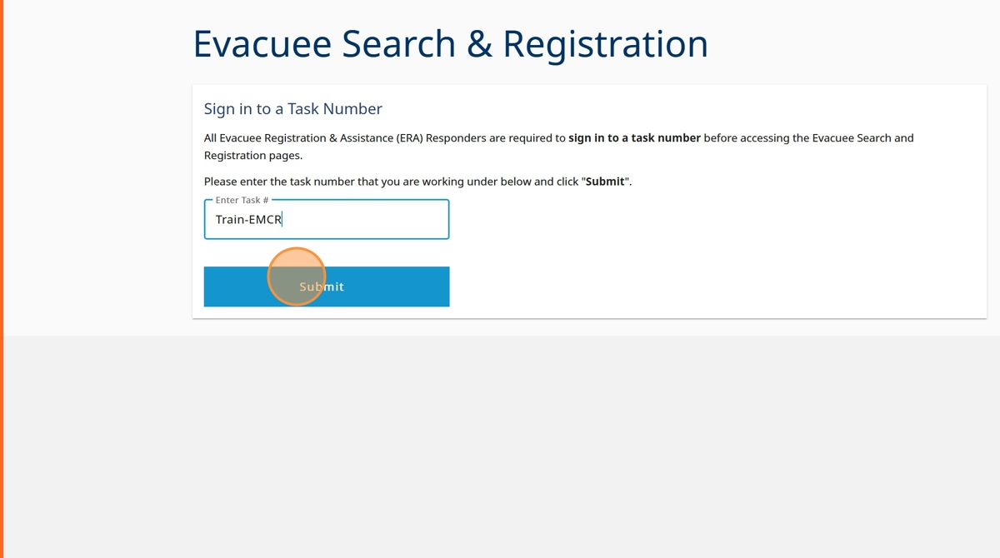 Evacuee Search & Registration
Sign in to a Task Number
All Evacuee Registration & Assistance (ERA) Responders are required to sign in to a task number before accessing the Evacuee Search and
Registration pages.
Please enter the task number that you are working under below and click "Submit".
Enter Task #
Train-EMCR
Submit